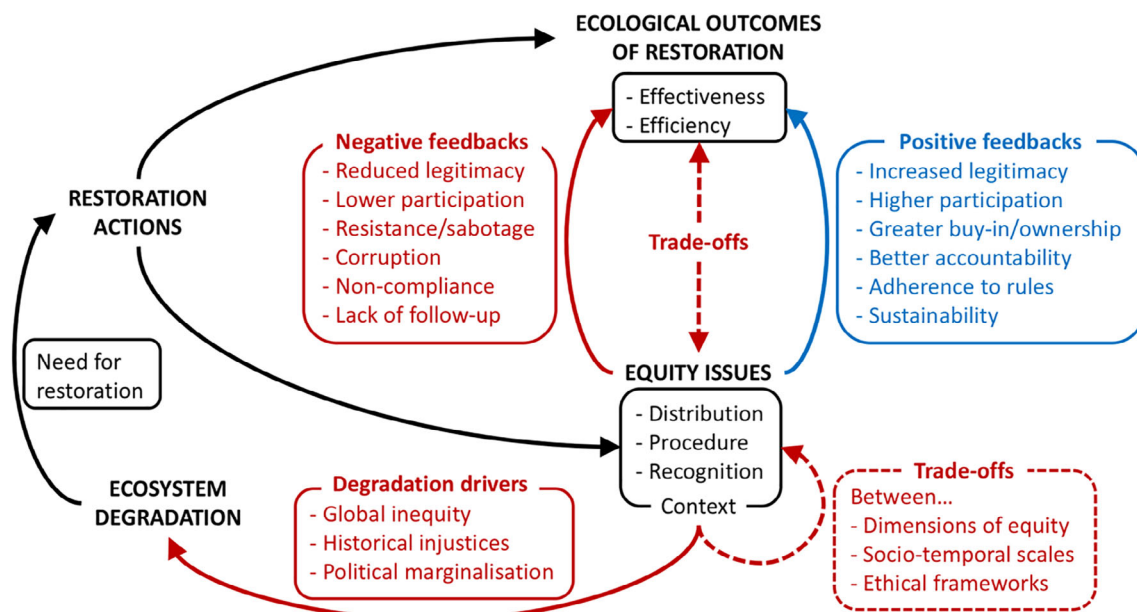 ECOLOGICAL OUTCOMES
OF RESTORATION
- Effectiveness
- Efficiency
Negative feedbacks
- Reduced legitimacy
- Lower participation
- Resistance/sabotage
- Corruption
- Non-compliance
- Lack of follow-up
Positive feedbacks
- Increased legitimacy
- Higher participation
- Greater buy-in/ownership
- Better accountability
- Adherence to rules
- Sustainability
RESTORATION
ACTIONS
Trade-offs
Need for
restoration
EQUITY ISSUES
- Distribution
- Procedure
- Recognition
Context
ECOSYSTEM
DEGRADATION
Degradation drivers
- Global inequity
- Historical injustices
- Political marginalisation
Trade-offs
Between...
- Dimensions of equity
- Socio-temporal scales
- Ethical frameworks